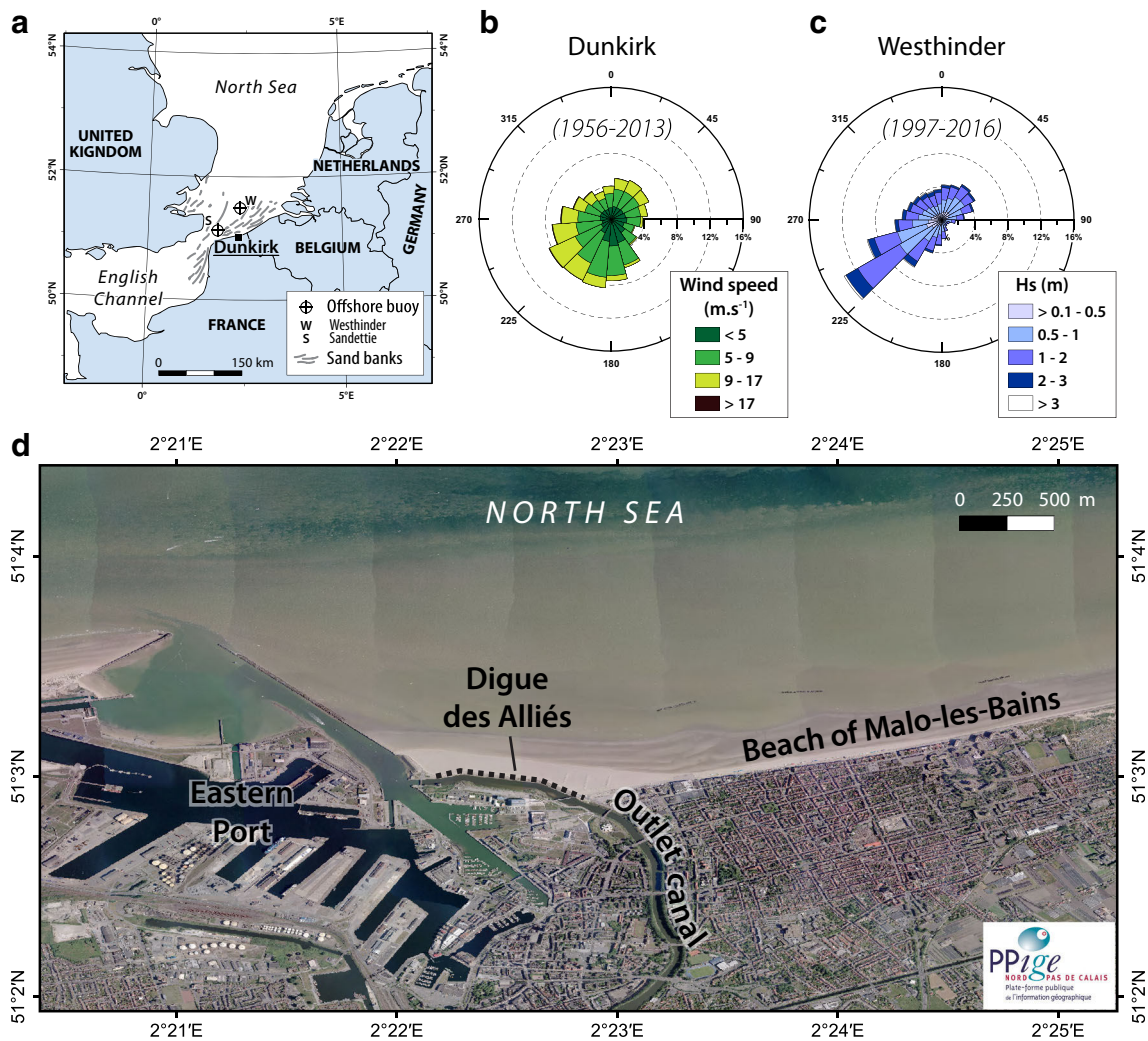 a
0°
5°E
54°N
54°N
North Sea
UNITED
KIGNDOM
NETHERLANDS
52°N
52°N
W
S
Dunkirk
BELGIUM
GERMANY
English
Channel
50°N
50°N
FRANCE
Offshore buoy
W Westhinder
S Sandettie
Sand banks
0 150 km
0°
5°E
b
Dunkirk
0
(1956-2013)
315
45
270
90
4% 8% 12% 16%
225
180
Wind speed
(m.s-1)
< 5
5 - 9
9 - 17
> 17
c
Westhinder
0
(1997-2016)
315
45
270
90
% 4% 8% 12% 16%
225
180
Hs (m)
> 0.1 - 0.5
0.5 - 1
1 - 2
2 - 3
> 3
d
2°21′E 2°22′E 2°23′E 2°24′E 2°25′E
NORTH SEA
0 250 500 m
51°4′N
51°4′N
Digue
des Alliés
Beach of Malo-les-Bains
51°3′N
51°3′N
Eastern
Port
Outlet canal
PPige
NORD PAS DE CALAIS
Plate-forme publique
de l'information géographique
51°2′N
51°2′N
2°21′E 2°22′E 2°23′E 2°24′E 2°25′E